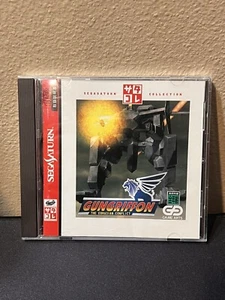 SEGASATURN
サタ
コレ
COLLECTION
SEGASATURN
GUNGRIFFON
THE EURASIAN CONFLICT
GAME ARTS